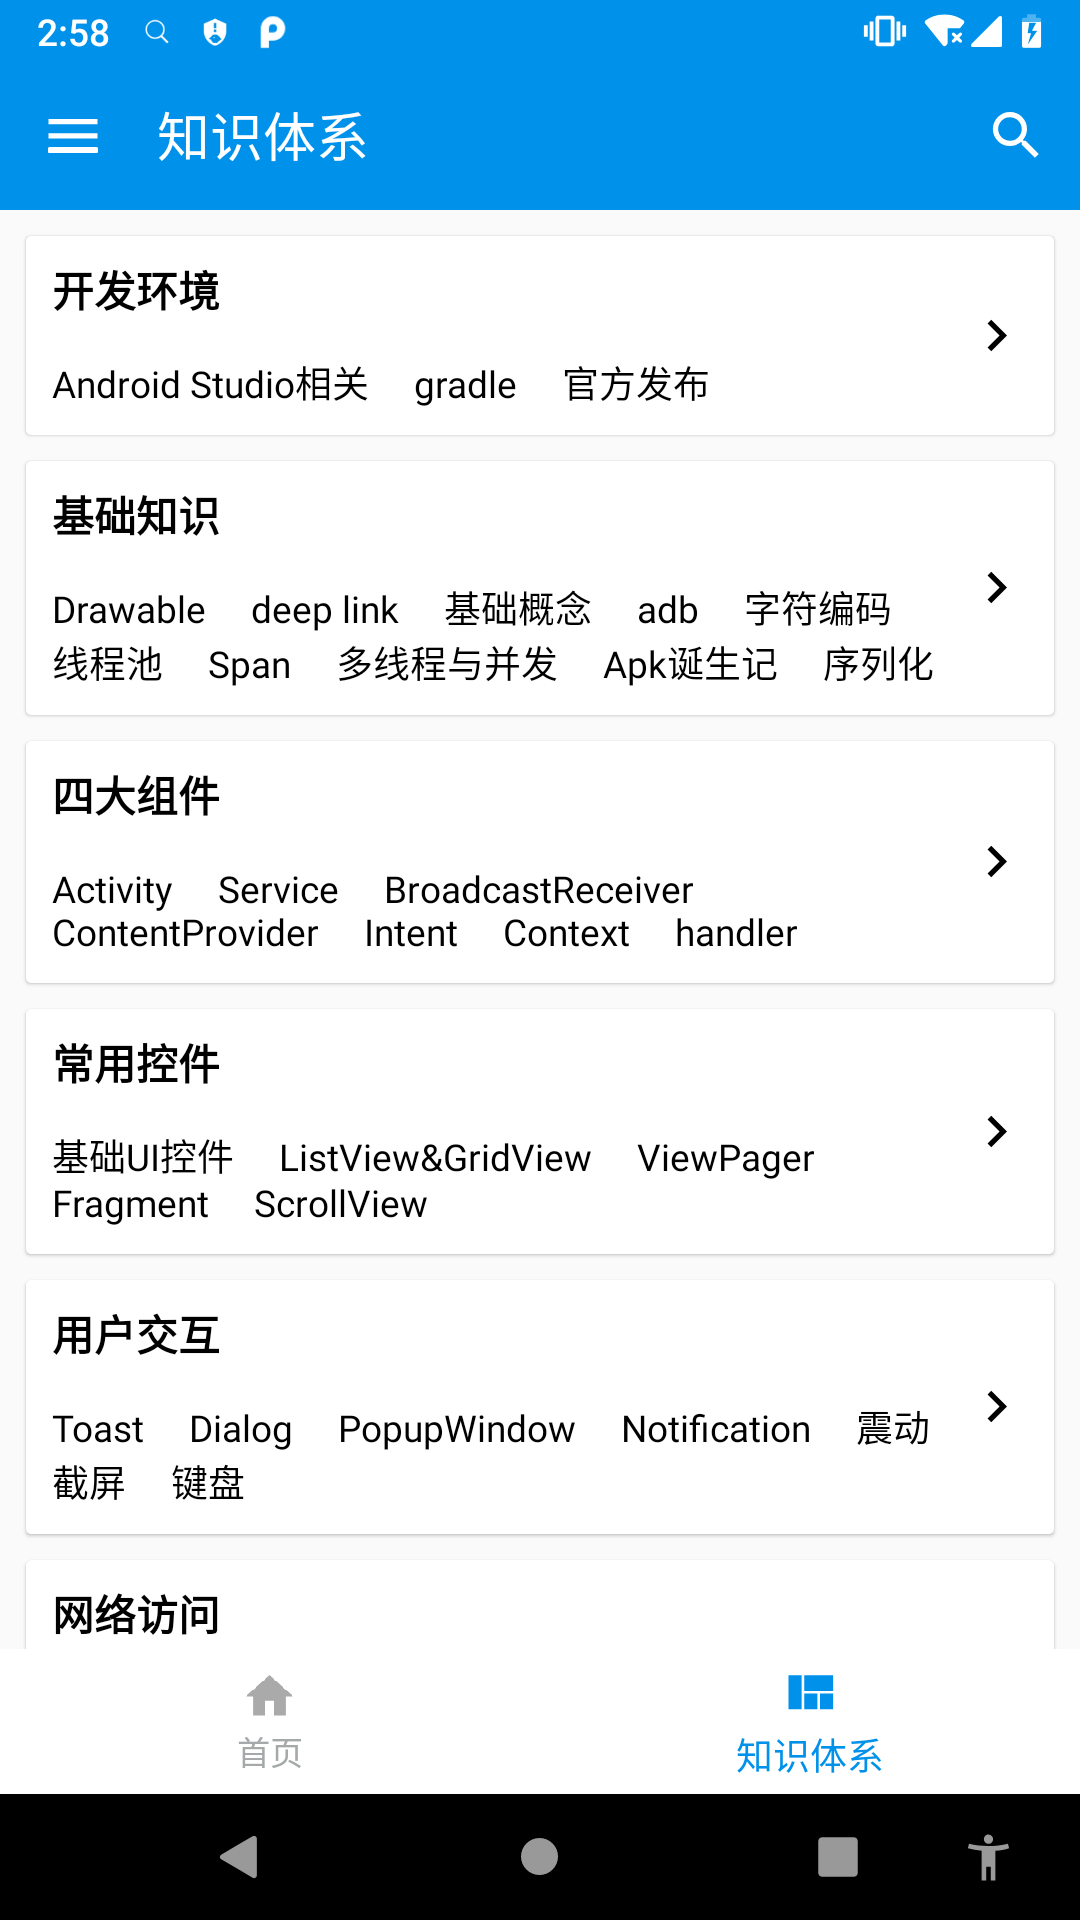 2:58
知识体系
开发环境
Android Studio相关 gradle 官方发布
基础知识
Drawable deep link 基础概念 adb 字符编码
线程池 Span 多线程与并发 Apk诞生记 序列化
四大组件
Activity Service BroadcastReceiver
ContentProvider Intent Context handler
常用控件
基础UI控件 ListView&GridView ViewPager
Fragment ScrollView
用户交互
Toast Dialog PopupWindow Notification 震动
截屏 键盘
网络访问
首页 知识体系